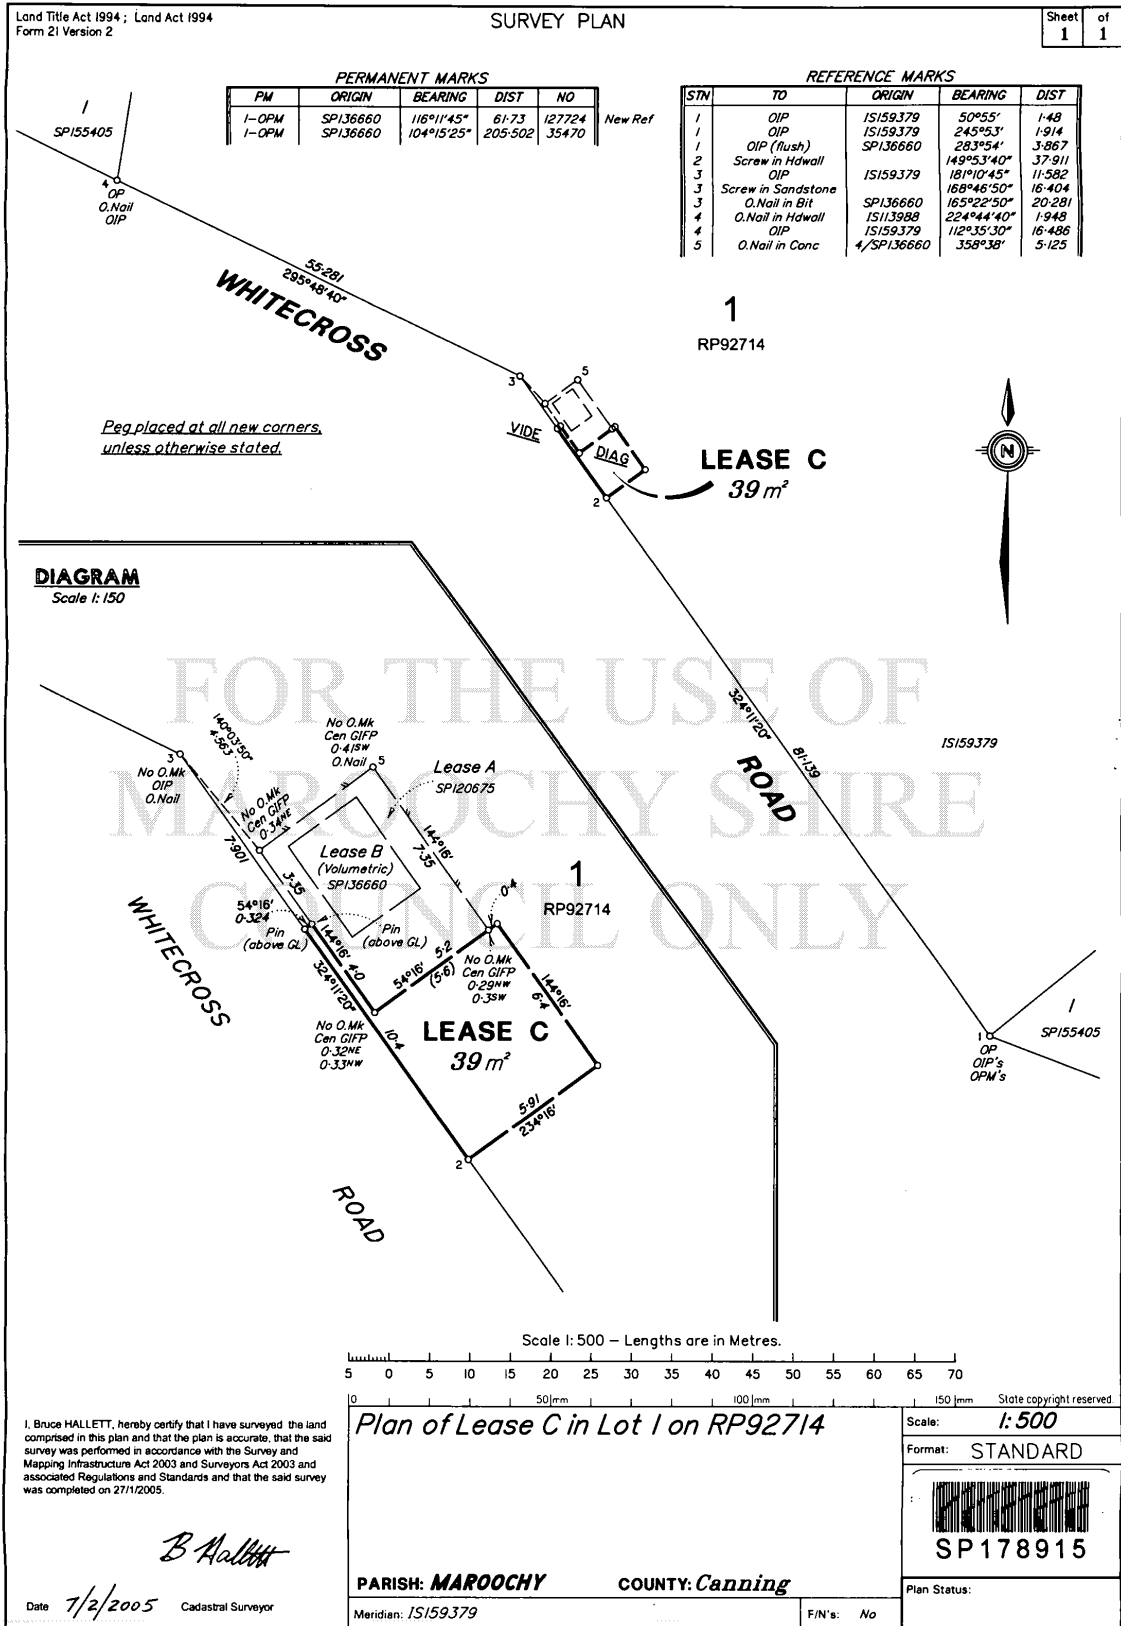 Land Title Act 1994 ; Land Act 1994
Form 21 Version 2
SURVEY PLAN
Sheet 1 of 1
PERMANENT MARKS
PM ORIGIN BEARING DIST NO
1-OPM SP136660 116°11'45" 61·73 127724 New Ref
1-OPM SP136660 104°15'25" 205·502 35470
REFERENCE MARKS
STN TO ORIGIN BEARING DIST
1 OIP IS159379 50°55' 1·48
1 OIP IS159379 245°53' 1·914
1 OIP (flush) SP136660 283°54' 3·867
2 Screw in Hdwall 149°53'40" 37·911
3 OIP IS159379 181°10'45" 11·582
3 Screw in Sandstone 168°46'50" 16·404
3 O.Nail in Bit SP136660 165°22'50" 20·281
4 O.Nail in Hdwall IS113988 224°44'40" 1·948
4 OIP IS159379 112°35'30" 16·486
5 O.Nail in Conc 4/SP136660 358°38' 5·125
1
SP155405
4
OP
O.Nail
OIP
55·281
295°48'40"
WHITECROSS
1
RP92714
3
5
Peg placed at all new corners,
unless otherwise stated.
VIDE
DIAG
LEASE C
39 m²
2
N
DIAGRAM
Scale 1: 150
FOR THE USE OF
MAROOCHY SHIRE
COUNCIL ONLY
324°11'20"
81·139
ROAD
IS159379
1
SP155405
1
OP
OIP's
OPM's
3
No O.Mk
OIP
O.Nail
140°03'50"
4·563
No O.Mk
Cen GIFP
0·41SW
O.Nail
5
Lease A
SP120675
No O.Mk
Cen GIFP
0·34NE
7·901
3·35
Lease B
(Volumetric)
SP136660
144°16'
7·35
1
RP92714
0·4
54°16'
0·324
Pin
(above GL)
Pin
(above GL)
144°16'
4·0
5·2
54°16'
(5·6)
No O.Mk
Cen GIFP
0·29NW
0·3SW
144°16'
6·4
WHITECROSS
324°11'20"
10·4
No O.Mk
Cen GIFP
0·32NE
0·33NW
LEASE C
39 m²
5·91
234°16'
2
ROAD
Scale 1: 500 – Lengths are in Metres.
5 0 5 10 15 20 25 30 35 40 45 50 55 60 65 70
0 50 mm 100 mm 150 mm State copyright reserved.
I, Bruce HALLETT, hereby certify that I have surveyed the land
comprised in this plan and that the plan is accurate, that the said
survey was performed in accordance with the Survey and
Mapping Infrastructure Act 2003 and Surveyors Act 2003 and
associated Regulations and Standards and that the said survey
was completed on 27/1/2005.
B Hallett
Date 7/2/2005 Cadastral Surveyor
Plan of Lease C in Lot 1 on RP92714
PARISH: MAROOCHY COUNTY: Canning
Meridian: IS159379 F/N's: No
Scale: 1: 500
Format: STANDARD
SP178915
Plan Status: